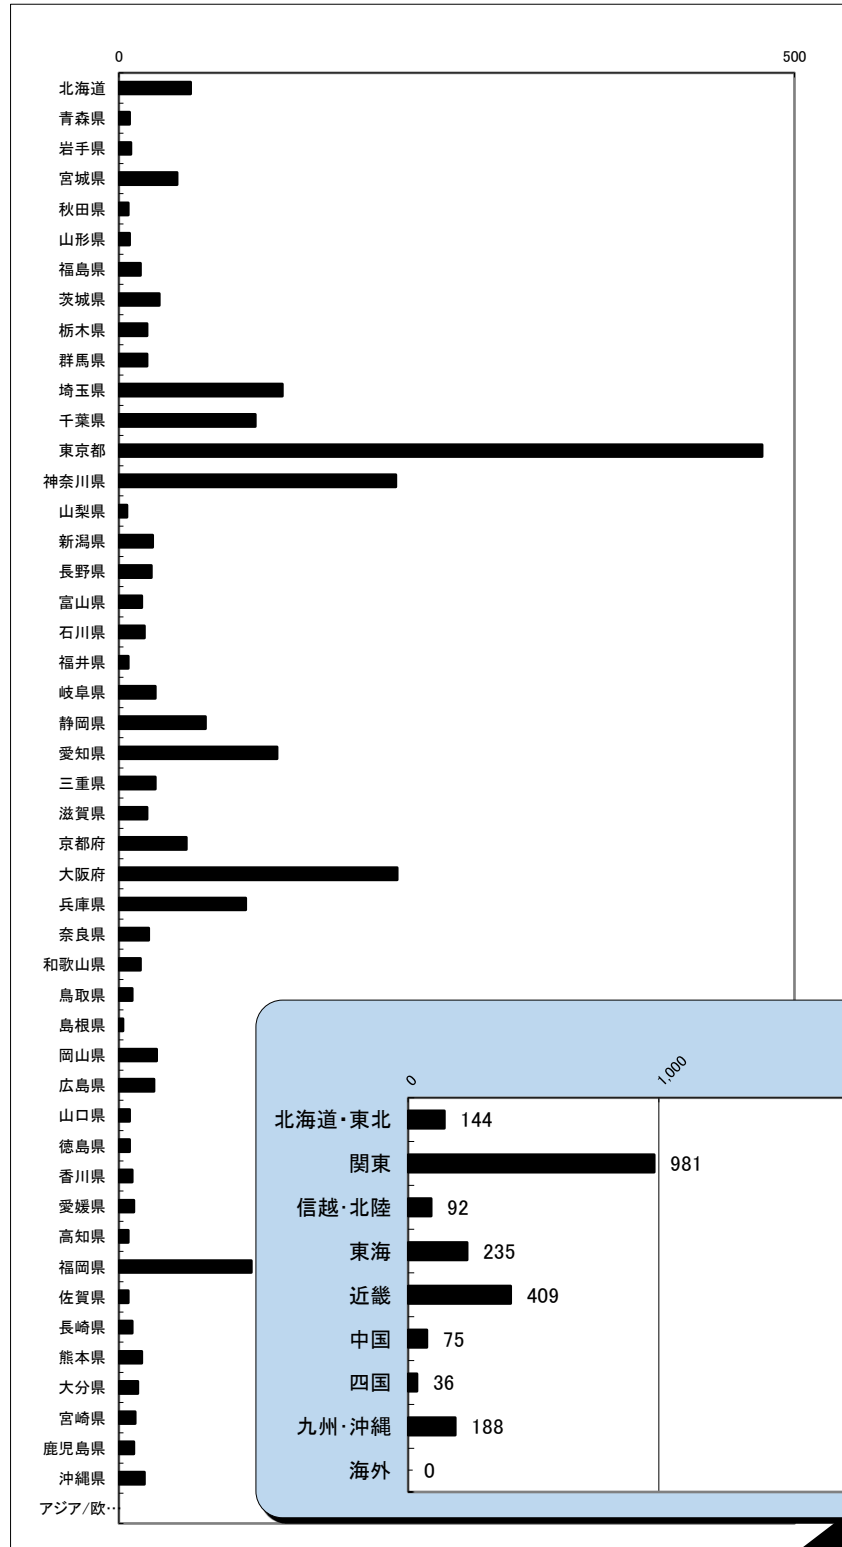 0 500
北海道
青森県
岩手県
宮城県
秋田県
山形県
福島県
茨城県
栃木県
群馬県
埼玉県
千葉県
東京都
神奈川県
山梨県
新潟県
長野県
富山県
石川県
福井県
岐阜県
静岡県
愛知県
三重県
滋賀県
京都府
大阪府
兵庫県
奈良県
和歌山県
鳥取県
島根県
岡山県
広島県
山口県
徳島県
香川県
愛媛県
高知県
福岡県
佐賀県
長崎県
熊本県
大分県
宮崎県
鹿児島県
沖縄県
アジア/欧…
0 1,000
北海道・東北 144
関東 981
信越・北陸 92
東海 235
近畿 409
中国 75
四国 36
九州・沖縄 188
海外 0